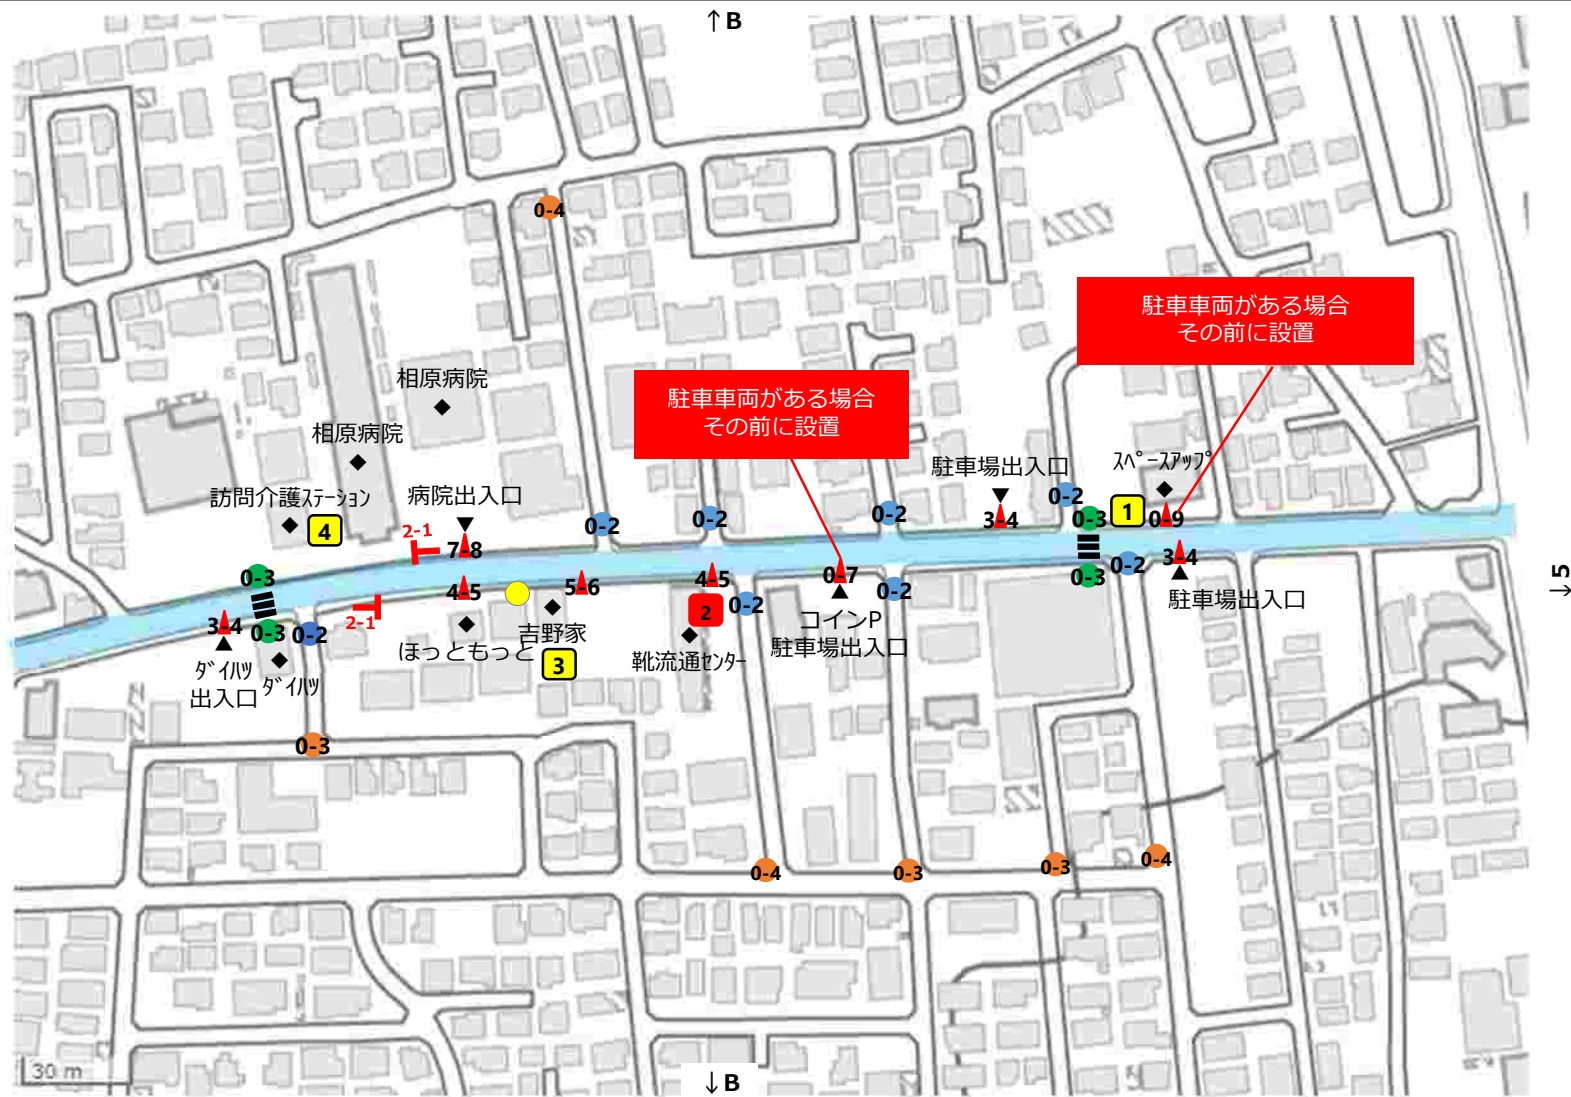 ↑B
0-4
駐車車両がある場合
その前に設置
駐車車両がある場合
その前に設置
相原病院
相原病院
訪問介護ステーション
4
病院出入口
2-1
7-8
0-2
0-2
0-2
駐車場出入口
3-4
0-2
0-3
1
スペースアップ
0-9
0-3
4-5
5-6
4-5
0-7
0-2
0-3
0-2
3-4
駐車場出入口
→5
3-4
0-3
0-2
2-1
ダイハツ
出入口
ダイハツ
ほっともっと
吉野家
3
2
靴流通センター
0-2
コインP
駐車場出入口
0-3
0-4
0-3
0-3
0-4
30 m
↓B